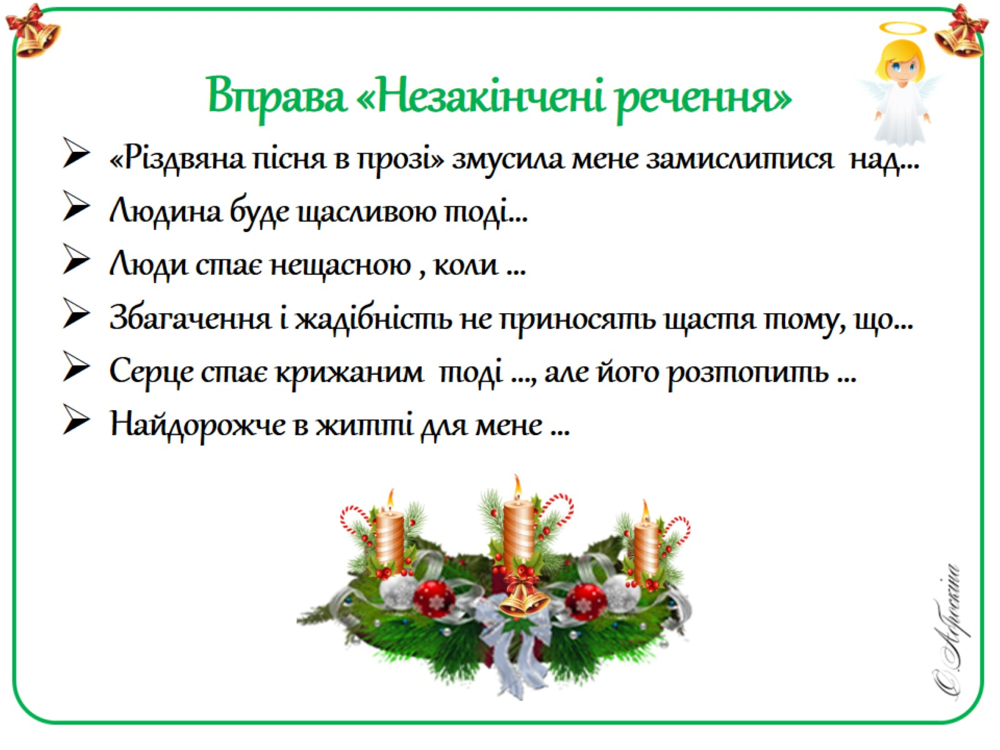 Вправа «Незакінчені речення»
«Різдвяна пісня в прозі» змусила мене замислитися над...
Людина буде щасливою тоді...
Люди стає нещасною , коли ...
Збагачення і жадібність не приносять щастя тому, що...
Серце стає крижаним тоді ..., але його розтопить ...
Найдорожче в житті для мене ...
О.Аброскіна